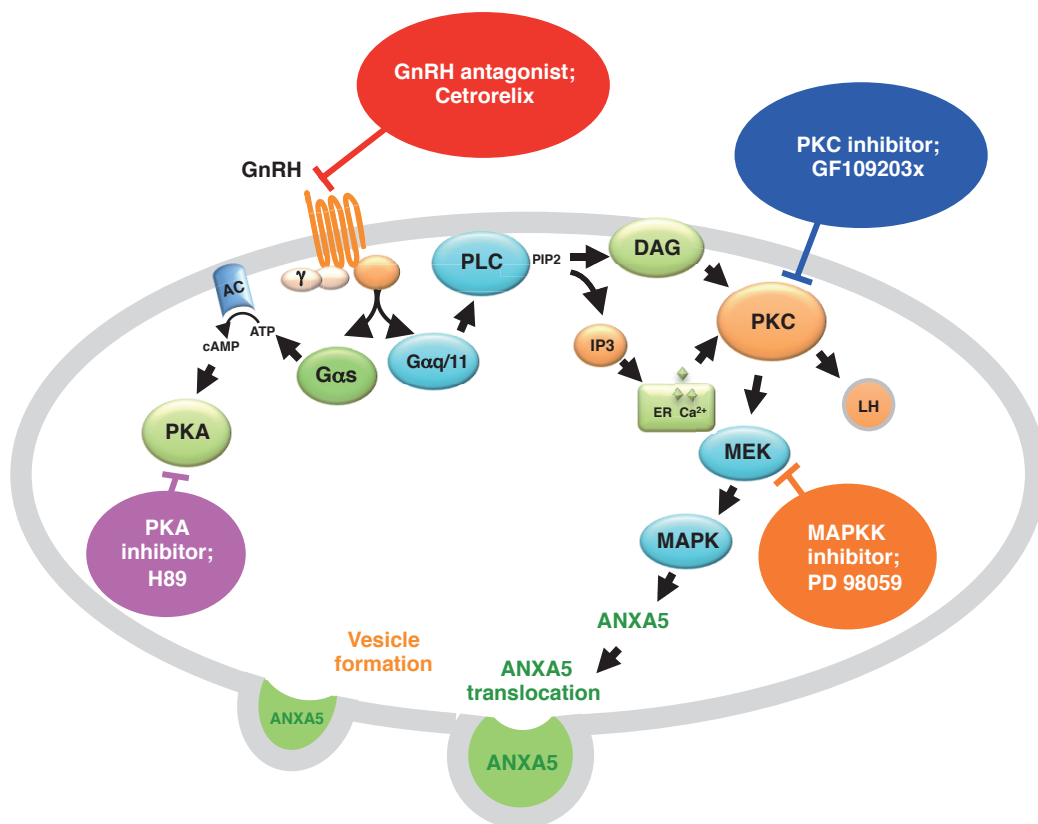 GnRH antagonist;
Cetrorelix
PKC inhibitor;
GF109203x
GnRH
DAG
PLC
PIP2
γ
AC
ATP
cAMP
PKC
IP3
Gαq/11
Gαs
ER Ca²⁺
LH
PKA
MEK
PKA
inhibitor;
H89
MAPK
MAPKK
inhibitor;
PD 98059
ANXA5
Vesicle
formation
ANXA5
translocation
ANXA5
ANXA5